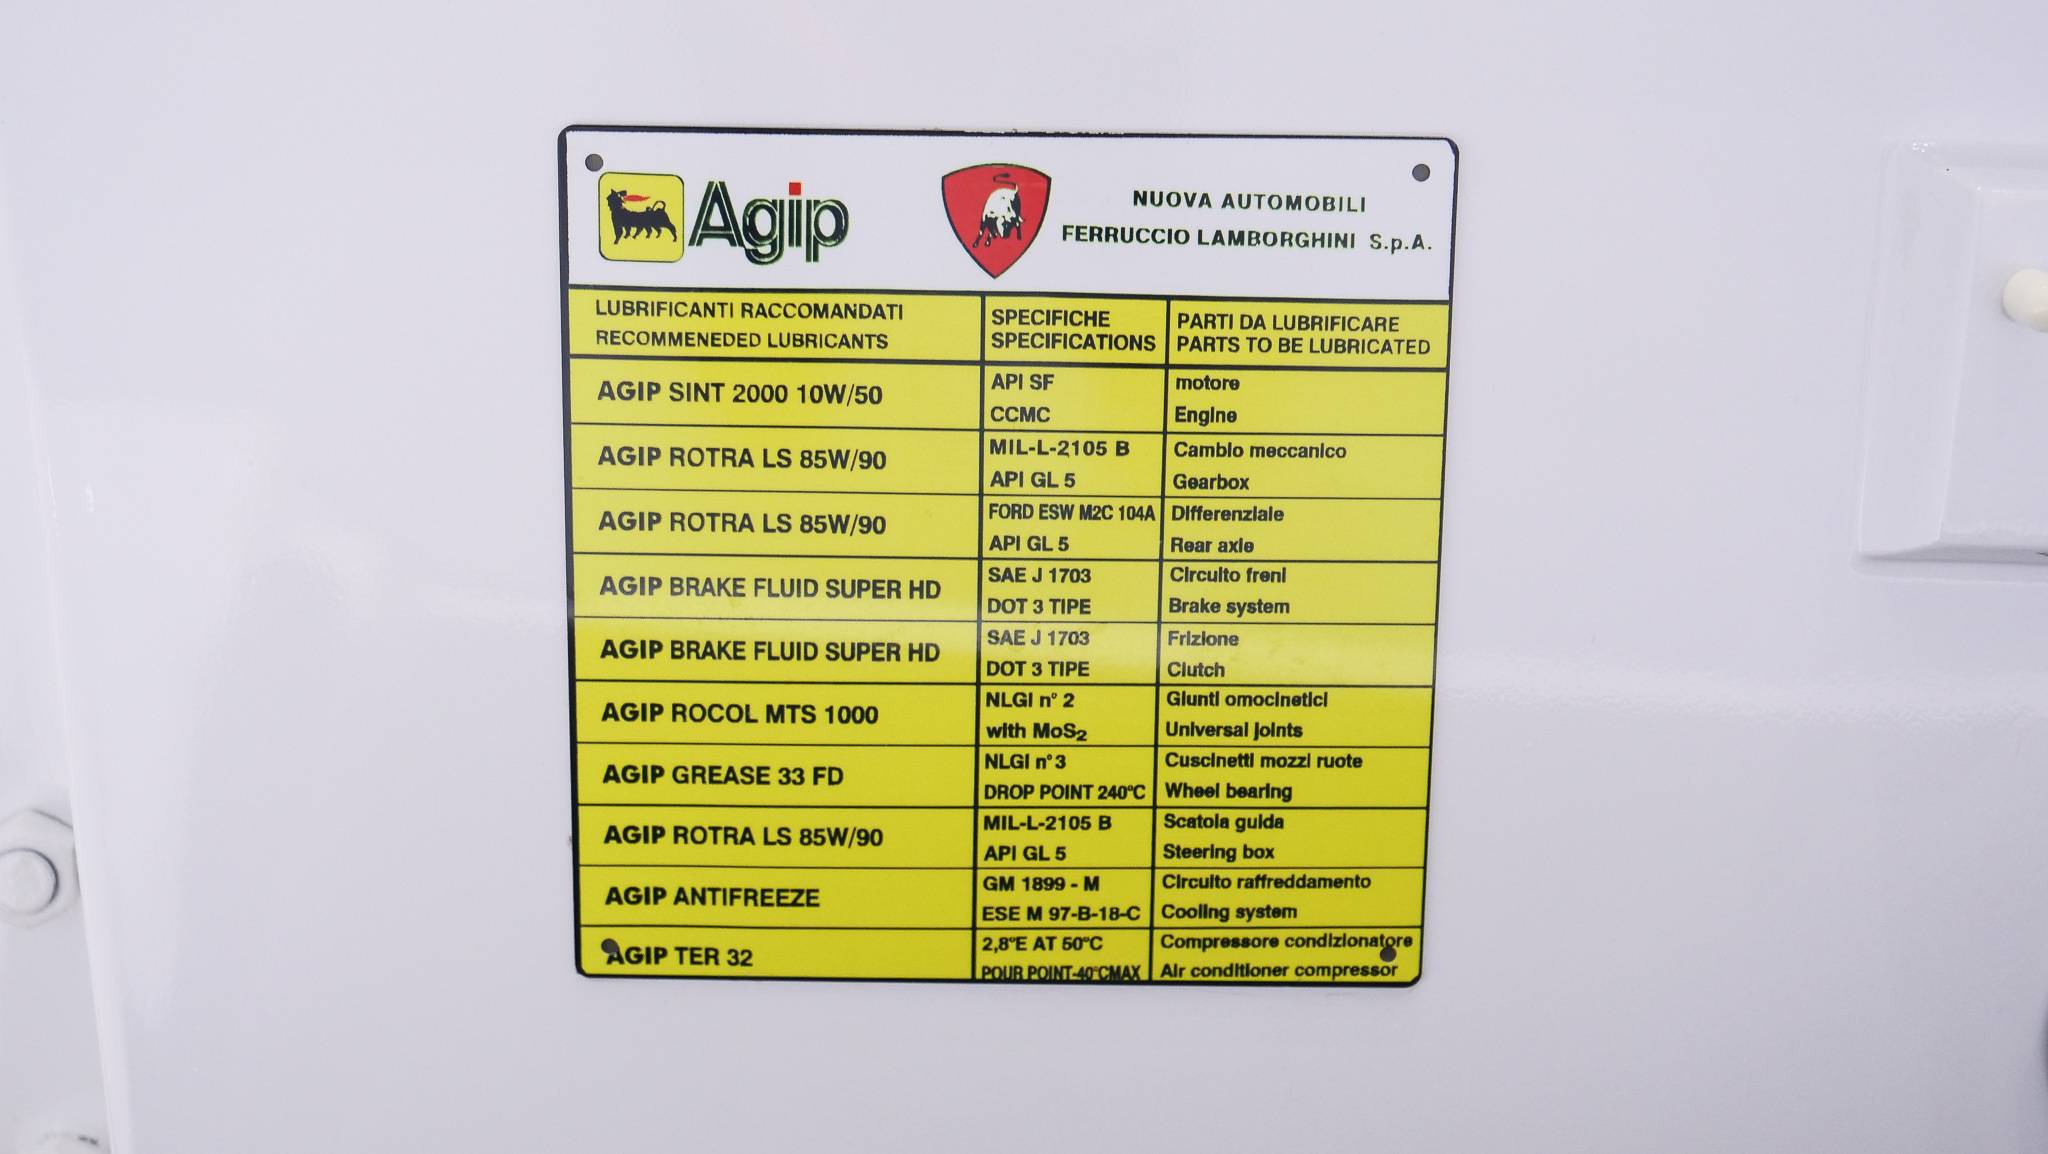 Agip
NUOVA AUTOMOBILI
FERRUCCIO LAMBORGHINI S.p.A.
LUBRIFICANTI RACCOMANDATI
RECOMMENEDED LUBRICANTS
SPECIFICHE
SPECIFICATIONS
PARTI DA LUBRIFICARE
PARTS TO BE LUBRICATED
AGIP SINT 2000 10W/50
API SF
CCMC
motore
Engine
AGIP ROTRA LS 85W/90
MIL-L-2105 B
API GL 5
Cambio meccanico
Gearbox
AGIP ROTRA LS 85W/90
FORD ESW M2C 104A
API GL 5
Differenziale
Rear axle
AGIP BRAKE FLUID SUPER HD
SAE J 1703
DOT 3 TIPE
Circuito freni
Brake system
AGIP BRAKE FLUID SUPER HD
SAE J 1703
DOT 3 TIPE
Frizione
Clutch
AGIP ROCOL MTS 1000
NLGI n° 2
with MoS₂
Giunti omocinetici
Universal joints
AGIP GREASE 33 FD
NLGI n° 3
DROP POINT 240°C
Cuscinetti mozzi ruote
Wheel bearing
AGIP ROTRA LS 85W/90
MIL-L-2105 B
API GL 5
Scatola guida
Steering box
AGIP ANTIFREEZE
GM 1899 - M
ESE M 97-B-18-C
Circuito raffreddamento
Cooling system
AGIP TER 32
2,8°E AT 50°C
POUR POINT-40°CMAX
Compressore condizionatore
Air conditioner compressor